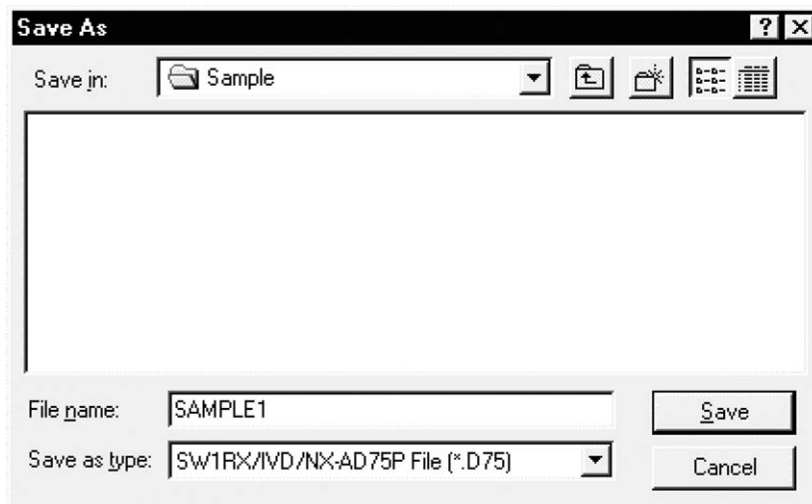 Save As
Save in: Sample
File name: SAMPLE1
Save
Save as type: SW1RX/IVD/NX-AD75P File (*.D75)
Cancel